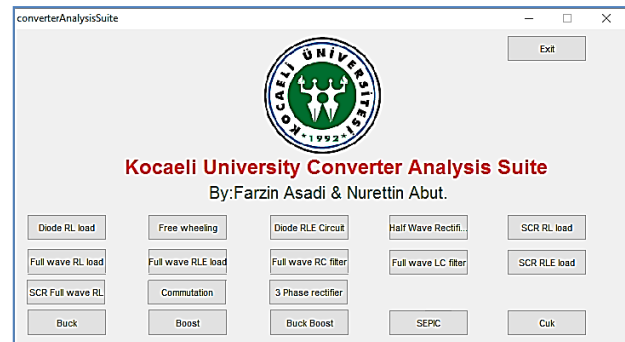 converterAnalysisSuite
Exit
KOCAELİ ÜNİVERSİTESİ
•1992•
Kocaeli University Converter Analysis Suite
By:Farzin Asadi & Nurettin Abut.
Diode RL load Free wheeling Diode RLE Circuit Half Wave Rectifi... SCR RL load
Full wave RL load Full wave RLE load Full wave RC filter Full wave LC filter SCR RLE load
SCR Full wave RL Commutation 3 Phase rectifier
Buck Boost Buck Boost SEPIC Cuk